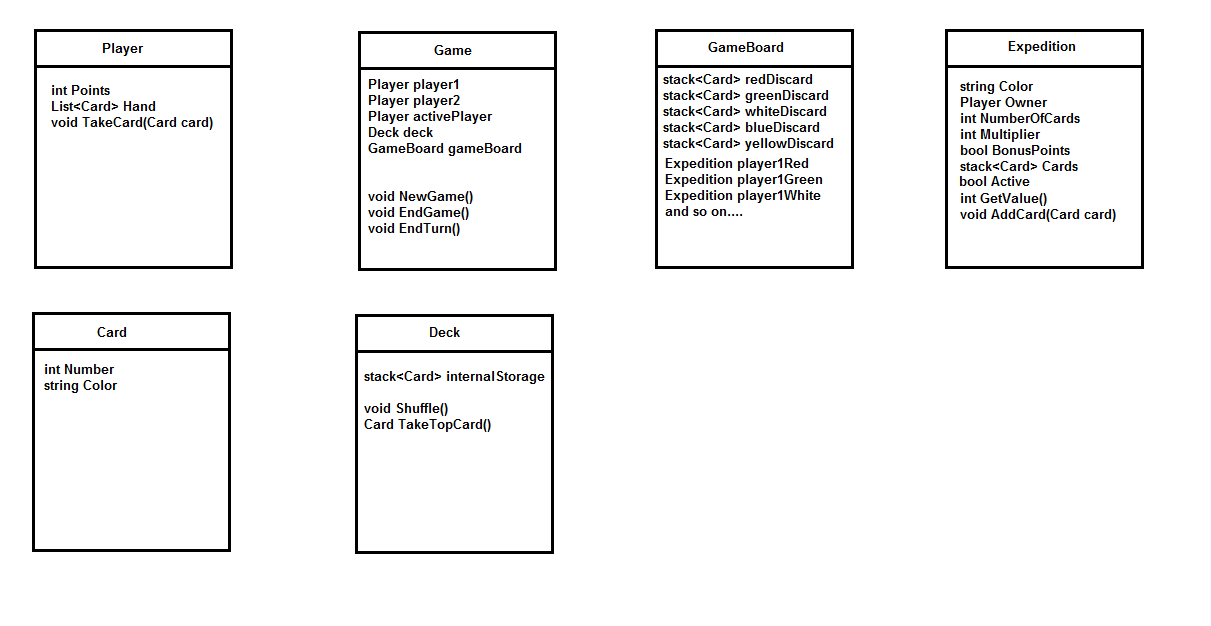 Player
int Points
List<Card> Hand
void TakeCard(Card card)
Game
Player player1
Player player2
Player activePlayer
Deck deck
GameBoard gameBoard
void NewGame()
void EndGame()
void EndTurn()
GameBoard
stack<Card> redDiscard
stack<Card> greenDiscard
stack<Card> whiteDiscard
stack<Card> blueDiscard
stack<Card> yellowDiscard
Expedition player1Red
Expedition player1Green
Expedition player1White
and so on....
Expedition
string Color
Player Owner
int NumberOfCards
int Multiplier
bool BonusPoints
stack<Card> Cards
bool Active
int GetValue()
void AddCard(Card card)
Card
int Number
string Color
Deck
stack<Card> internalStorage
void Shuffle()
Card TakeTopCard()